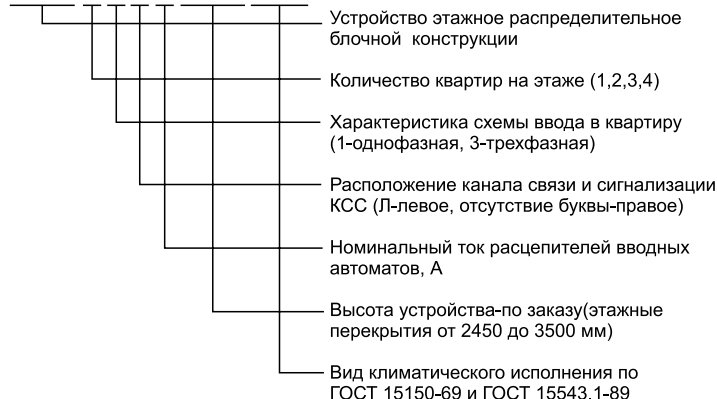 Устройство этажное распределительное
блочной конструкции
Количество квартир на этаже (1,2,3,4)
Характеристика схемы ввода в квартиру
(1-однофазная, 3-трехфазная)
Расположение канала связи и сигнализации
КСС (Л-левое, отсутствие буквы-правое)
Номинальный ток расцепителей вводных
автоматов, А
Высота устройства-по заказу(этажные
перекрытия от 2450 до 3500 мм)
Вид климатического исполнения по
ГОСТ 15150-69 и ГОСТ 15543.1-89